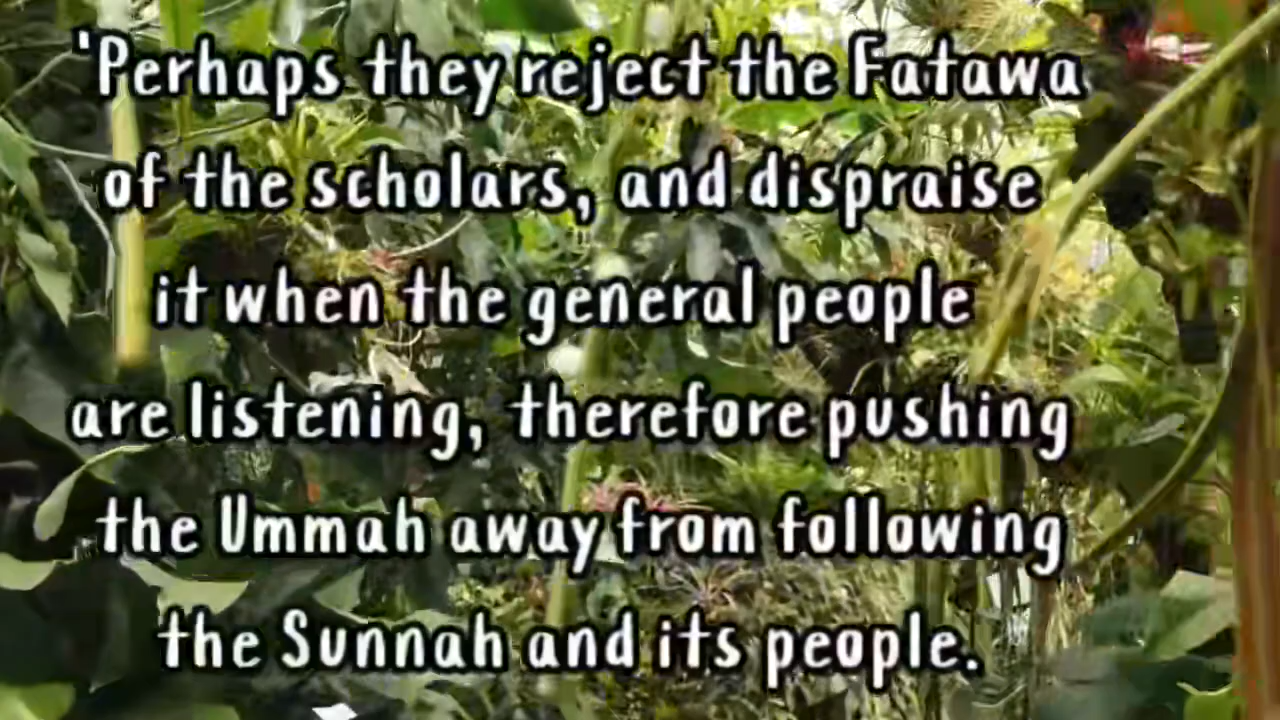 'Perhaps they reject the Fatawa
of the scholars, and dispraise
it when the general people
are listening, therefore pushing
the Ummah away from following
the Sunnah and its people.